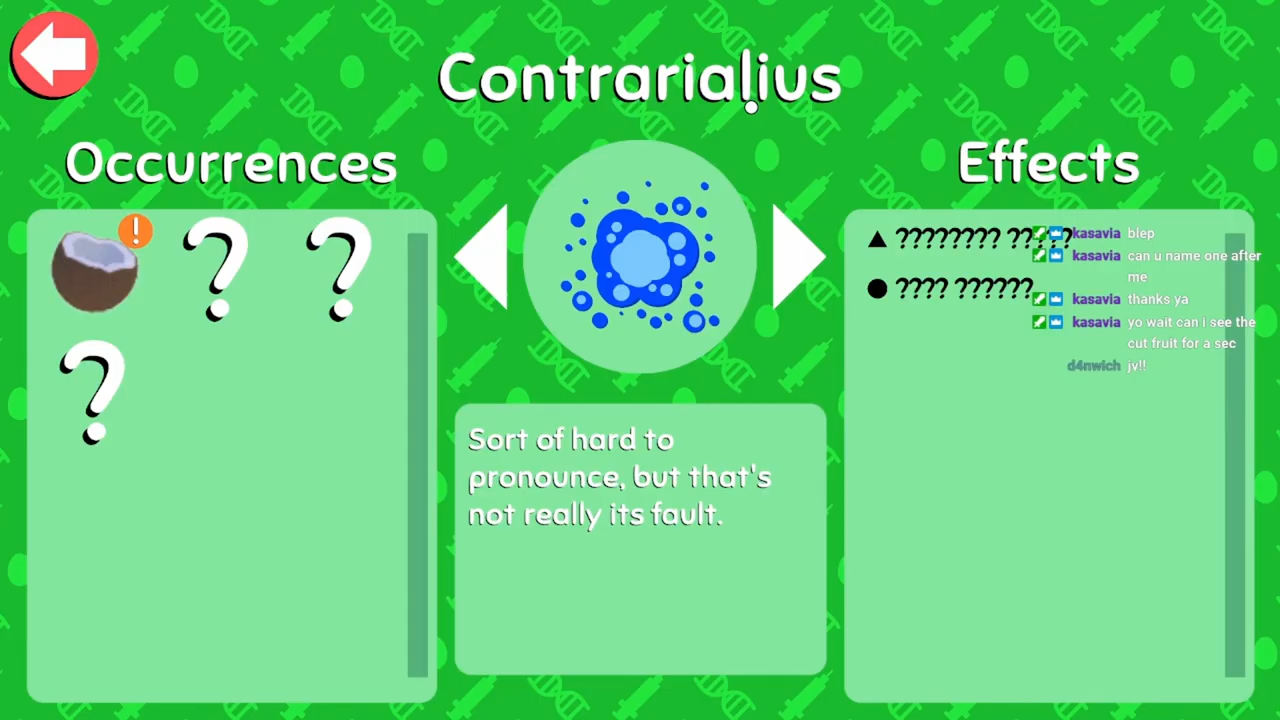 Contrarialịus
Occurrences
Effects
!
? ?
?
Sort of hard to
pronounce, but that's
not really its fault.
???????? ?????
???? ??????
kasavia blep
kasavia can u name one after
me
kasavia thanks ya
kasavia yo wait can i see the
cut fruit for a sec
d4nwich jv!!